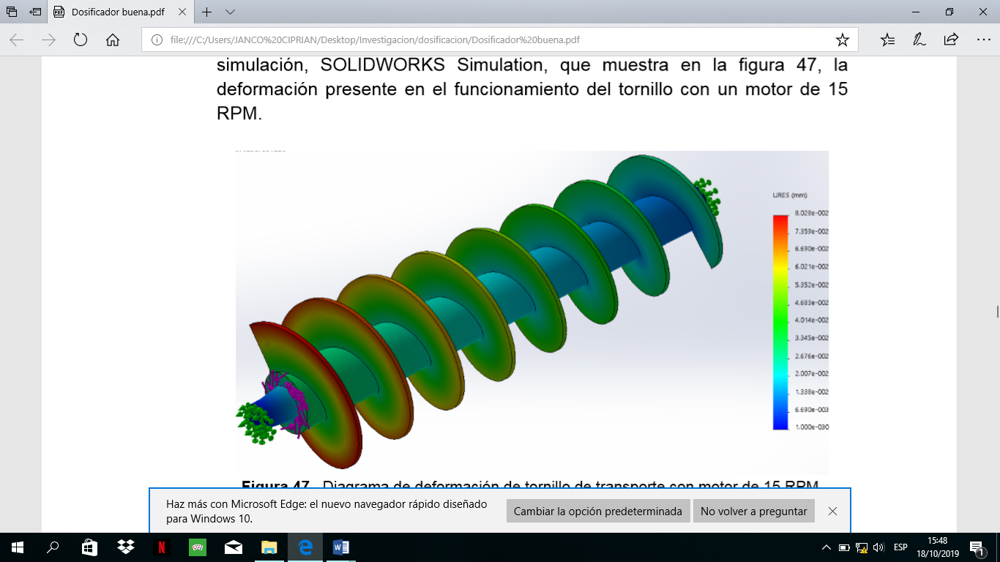 Dosificador buena.pdf
file:///C:/Users/JANCO%20CIPRIAN/Desktop/Investigacion/dosificacion/Dosificador%20buena.pdf
simulación, SOLIDWORKS Simulation, que muestra en la figura 47, la
deformación presente en el funcionamiento del tornillo con un motor de 15
RPM.
URES (mm)
8.028e-002
7.359e-002
6.690e-002
6.021e-002
5.352e-002
4.683e-002
4.014e-002
3.345e-002
2.676e-002
2.007e-002
1.338e-002
6.690e-003
1.000e-030
Figura 47. Diagrama de deformación de tornillo de transporte con motor de 15 RPM
Haz más con Microsoft Edge: el nuevo navegador rápido diseñado
para Windows 10.
Cambiar la opción predeterminada
No volver a preguntar
ESP
15:48
18/10/2019
1